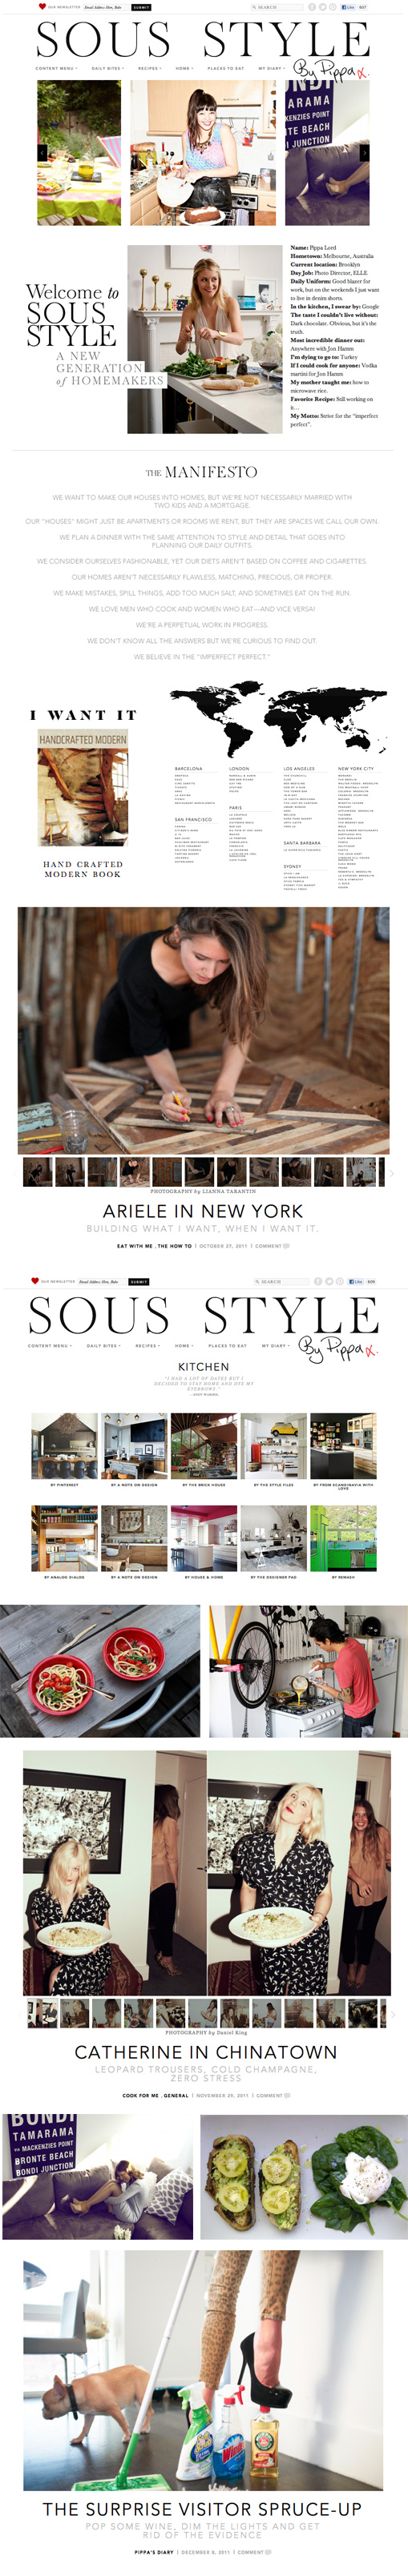 OUR NEWSLETTER Email Address Here, Babe SUBMIT SEARCH Like 607
SOUS STYLE
By Pippa x.
CONTENT MENU DAILY BITES RECIPES HOME PLACES TO EAT MY DIARY
BONDI
TAMARAMA
MACKENZIES POINT
BRONTE BEACH
BONDI JUNCTION
Welcome to
SOUS
STYLE
A NEW
GENERATION
of HOMEMAKERS
Name: Pippa Lord
Hometown: Melbourne, Australia
Current location: Brooklyn
Day Job: Photo Director, ELLE
Daily Uniform: Good blazer for
work, but on the weekends I just want
to live in denim shorts.
In the kitchen, I swear by: Google
The taste I couldn't live without:
Dark chocolate. Obvious, but it's the
truth.
Most incredible dinner out:
Anywhere with Jon Hamm
I'm dying to go to: Turkey
If I could cook for anyone: Vodka
martini for Jon Hamm
My mother taught me: how to
microwave rice.
Favorite Recipe: Still working on
it...
My Motto: Strive for the "imperfect
perfect".
THE MANIFESTO
WE WANT TO MAKE OUR HOUSES INTO HOMES, BUT WE'RE NOT NECESSARILY MARRIED WITH
TWO KIDS AND A MORTGAGE.
OUR "HOUSES" MIGHT JUST BE APARTMENTS OR ROOMS WE RENT, BUT THEY ARE SPACES WE CALL OUR OWN.
WE PLAN A DINNER WITH THE SAME ATTENTION TO STYLE AND DETAIL THAT GOES INTO
PLANNING OUR DAILY OUTFITS.
WE CONSIDER OURSELVES FASHIONABLE, YET OUR DIETS AREN'T BASED ON COFFEE AND CIGARETTES.
OUR HOMES AREN'T NECESSARILY FLAWLESS, MATCHING, PRECIOUS, OR PROPER.
WE MAKE MISTAKES, SPILL THINGS, ADD TOO MUCH SALT, AND SOMETIMES EAT ON THE RUN.
WE LOVE MEN WHO COOK AND WOMEN WHO EAT—AND VICE VERSA!
WE'RE A PERPETUAL WORK IN PROGRESS.
WE DON'T KNOW ALL THE ANSWERS BUT WE'RE CURIOUS TO FIND OUT.
WE BELIEVE IN THE "IMPERFECT PERFECT."
I WANT IT
HANDCRAFTED MODERN
HAND CRAFTED
MODERN BOOK
BARCELONA LONDON LOS ANGELES NEW YORK CITY
PARIS
SAN FRANCISCO
SANTA BARBARA
SYDNEY
PHOTOGRAPHY by LIANNA TARANTIN
ARIELE IN NEW YORK
BUILDING WHAT I WANT, WHEN I WANT IT.
EAT WITH ME . THE HOW TO | OCTOBER 27, 2011 | COMMENT
OUR NEWSLETTER Email Address Here, Babe SUBMIT SEARCH Like 609
SOUS STYLE
By Pippa x.
CONTENT MENU DAILY BITES RECIPES HOME PLACES TO EAT MY DIARY
KITCHEN
"I HAD A LOT OF DATES BUT I
DECIDED TO STAY HOME AND DYE MY
EYEBROWS."
- ANDY WARHOL
BY PINTEREST BY A NOTE ON DESIGN BY THE BRICK HOUSE BY THE STYLE FILES BY FROM SCANDINAVIA WITH
LOVE
BY ANALOG DIALOG BY A NOTE ON DESIGN BY HOUSE & HOME BY THE DESIGNER PAD BY REMASH
PHOTOGRAPHY by Daniel King
CATHERINE IN CHINATOWN
LEOPARD TROUSERS, COLD CHAMPAGNE,
ZERO STRESS
COOK FOR ME . GENERAL | NOVEMBER 29, 2011 | COMMENT
BONDI
TAMARAMA
VIA MACKENZIES POINT
BRONTE BEACH
BONDI JUNCTION
Windex
THE SURPRISE VISITOR SPRUCE-UP
POP SOME WINE, DIM THE LIGHTS AND GET
RID OF THE EVIDENCE
PIPPA'S DIARY | DECEMBER 9, 2011 | COMMENT